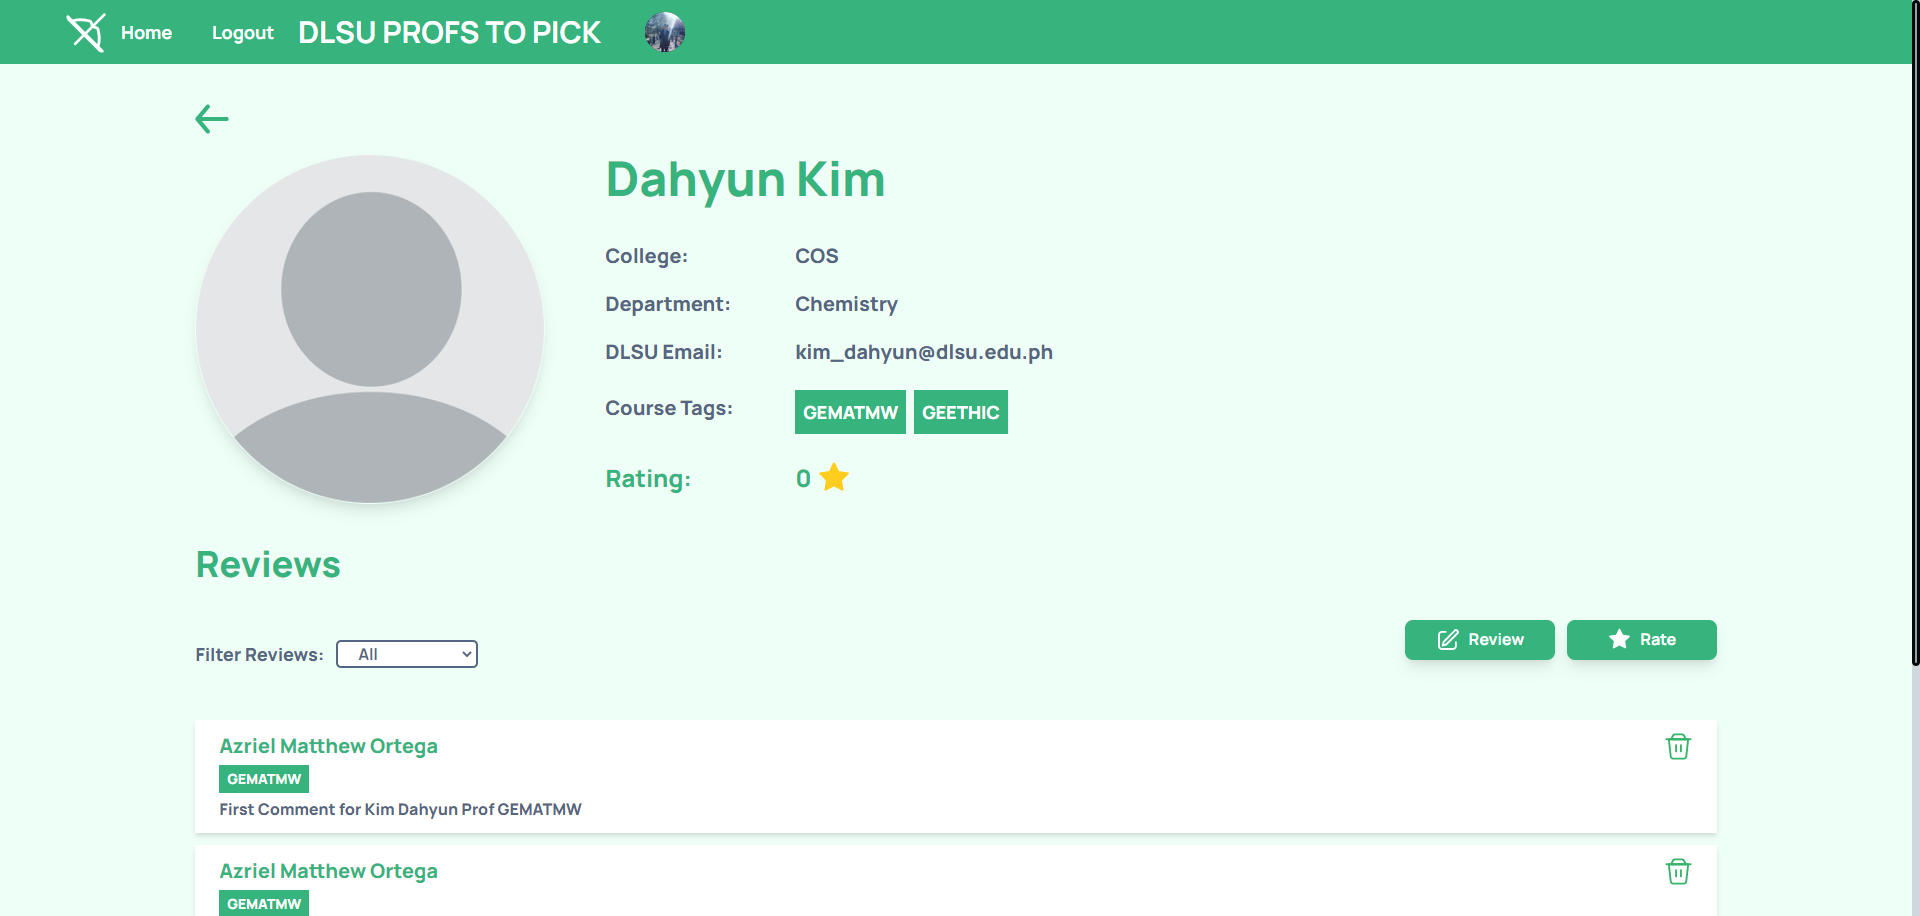 Home Logout DLSU PROFS TO PICK
Dahyun Kim
College: COS
Department: Chemistry
DLSU Email: kim_dahyun@dlsu.edu.ph
Course Tags: GEMATMW GEETHIC
Rating: 0
Reviews
Filter Reviews: All Review Rate
Azriel Matthew Ortega
GEMATMW
First Comment for Kim Dahyun Prof GEMATMW
Azriel Matthew Ortega
GEMATMW